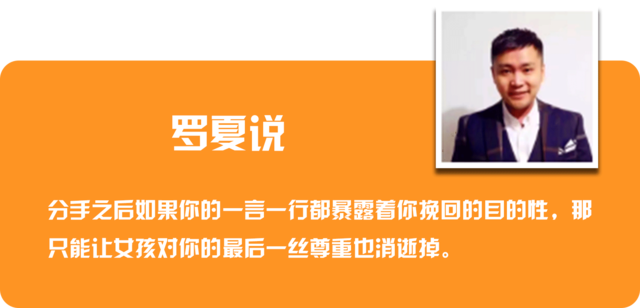 罗夏说
分手之后如果你的一言一行都暴露着你挽回的目的性，那
只能让女孩对你的最后一丝尊重也消逝掉。